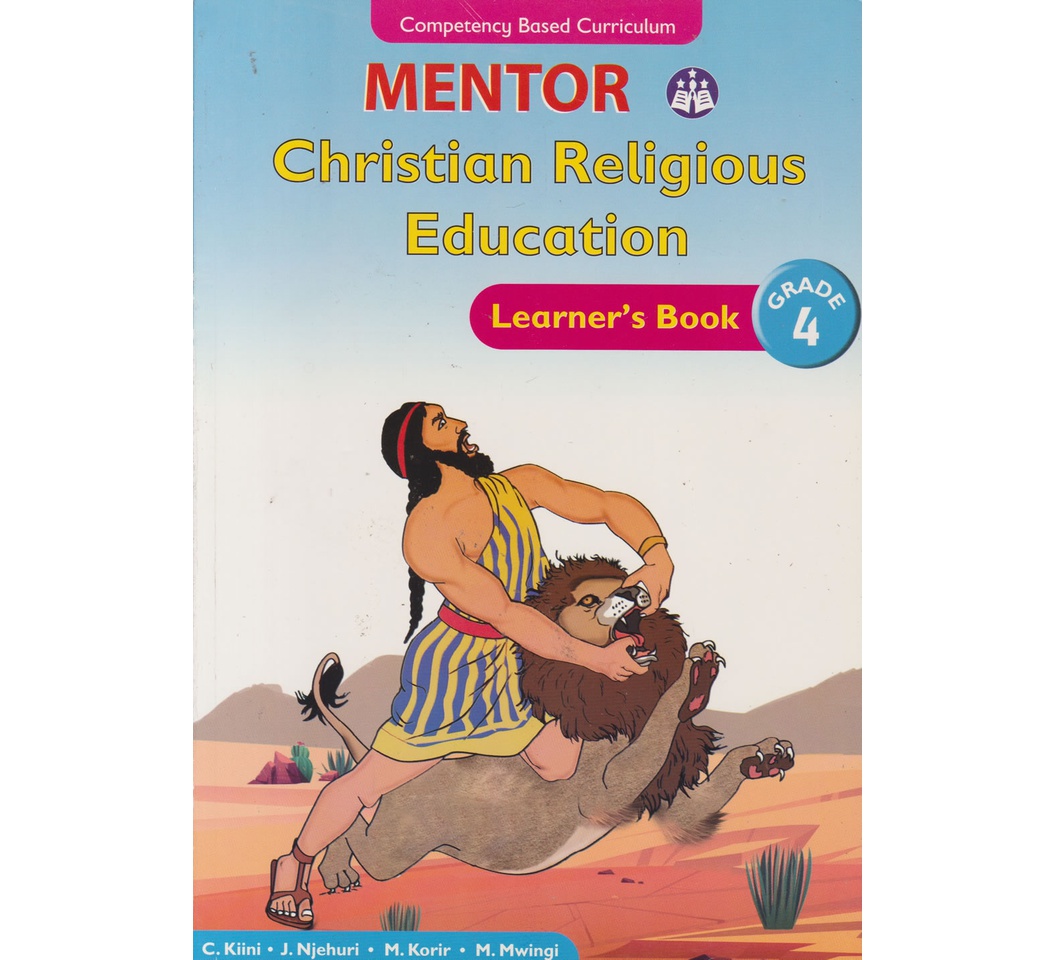 Competency Based Curriculum
MENTOR
Christian Religious
Education
Learner's Book
GRADE
4
C. Kiini • J. Njehuri • M. Korir • M. Mwingi